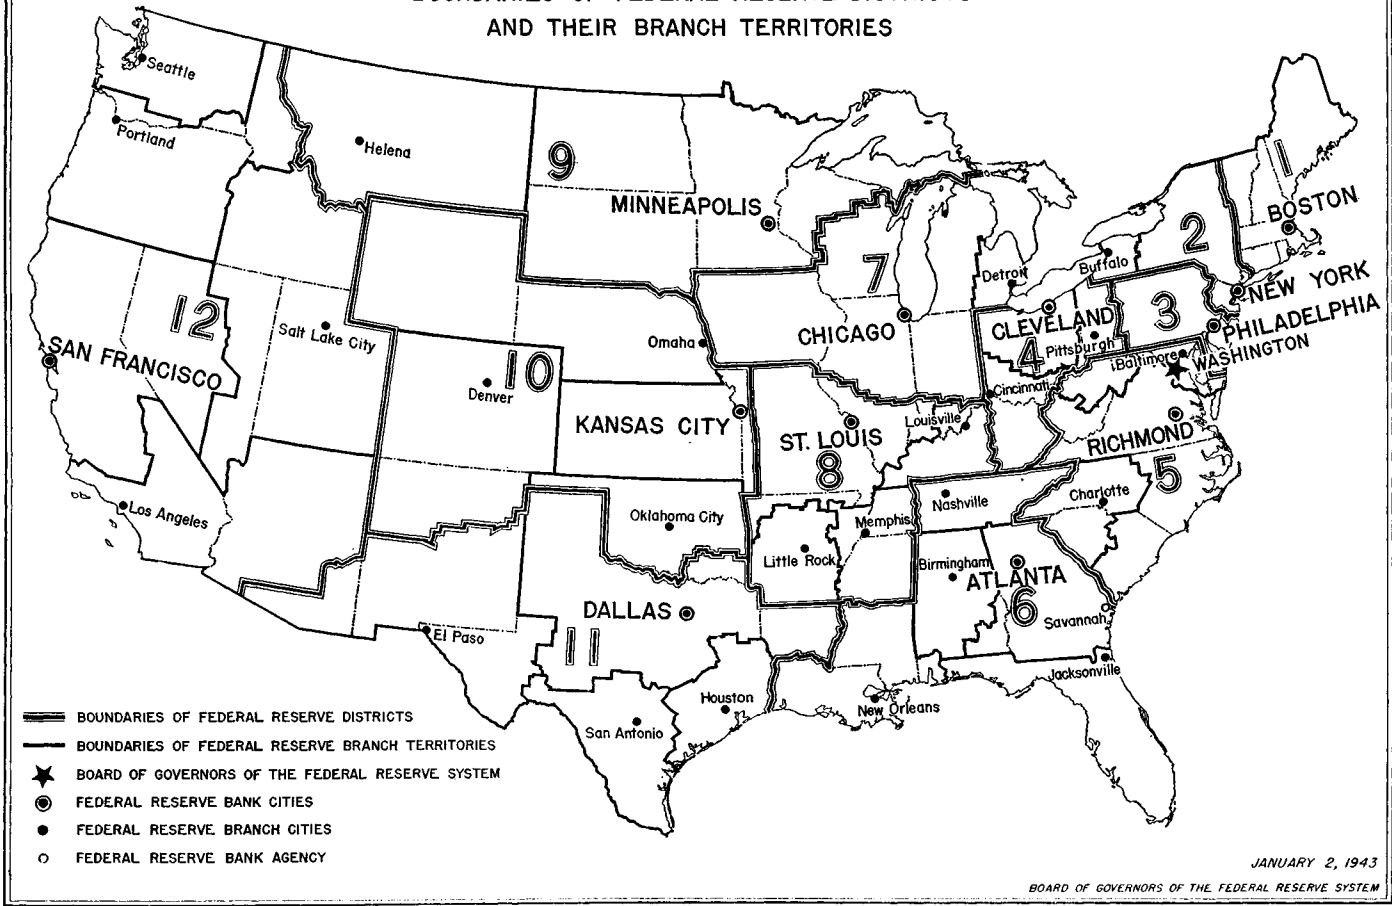 BOUNDARIES OF FEDERAL RESERVE DISTRICTS
AND THEIR BRANCH TERRITORIES
Seattle
Portland
Helena
9
MINNEAPOLIS
1
BOSTON
2
Buffalo
NEW YORK
7
Detroit
3
PHILADELPHIA
12
SAN FRANCISCO
Salt Lake City
Omaha
CHICAGO
CLEVELAND
4
Pittsburgh
Baltimore
WASHINGTON
10
Denver
Cincinnati
KANSAS CITY
ST. LOUIS
8
Louisville
RICHMOND
5
Los Angeles
Oklahoma City
Memphis
Nashville
Charlotte
Little Rock
Birmingham
ATLANTA
6
Savannah
DALLAS
11
El Paso
Houston
San Antonio
New Orleans
Jacksonville
BOUNDARIES OF FEDERAL RESERVE DISTRICTS
BOUNDARIES OF FEDERAL RESERVE BRANCH TERRITORIES
BOARD OF GOVERNORS OF THE FEDERAL RESERVE SYSTEM
FEDERAL RESERVE BANK CITIES
FEDERAL RESERVE BRANCH CITIES
FEDERAL RESERVE BANK AGENCY
JANUARY 2, 1943
BOARD OF GOVERNORS OF THE FEDERAL RESERVE SYSTEM